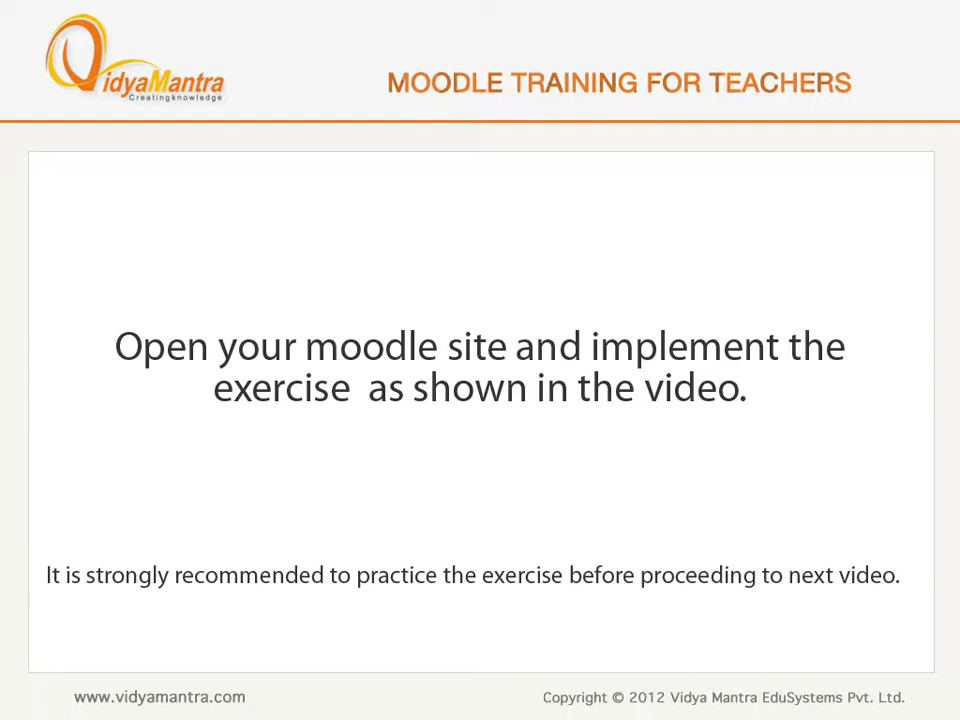 VidyaMantra
Creatingknowledge
MOODLE TRAINING FOR TEACHERS
Open your moodle site and implement the
exercise as shown in the video.
It is strongly recommended to practice the exercise before proceeding to next video.
www.vidyamantra.com
Copyright © 2012 Vidya Mantra EduSystems Pvt. Ltd.